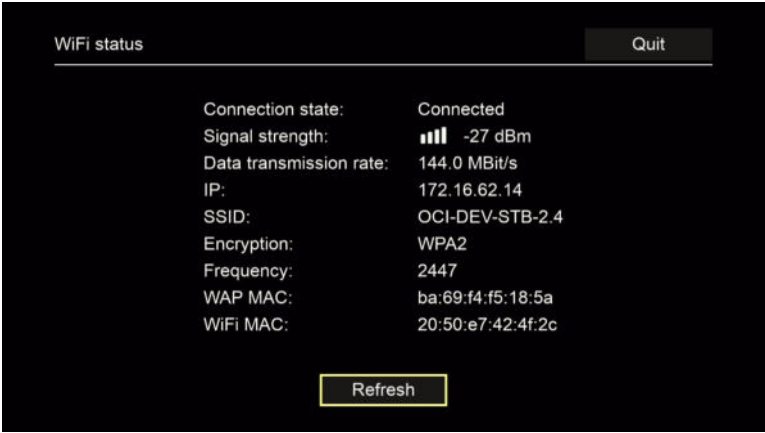 WiFi status
Quit
Connection state: Connected
Signal strength: -27 dBm
Data transmission rate: 144.0 MBit/s
IP: 172.16.62.14
SSID: OCI-DEV-STB-2.4
Encryption: WPA2
Frequency: 2447
WAP MAC: ba:69:f4:f5:18:5a
WiFi MAC: 20:50:e7:42:4f:2c
Refresh